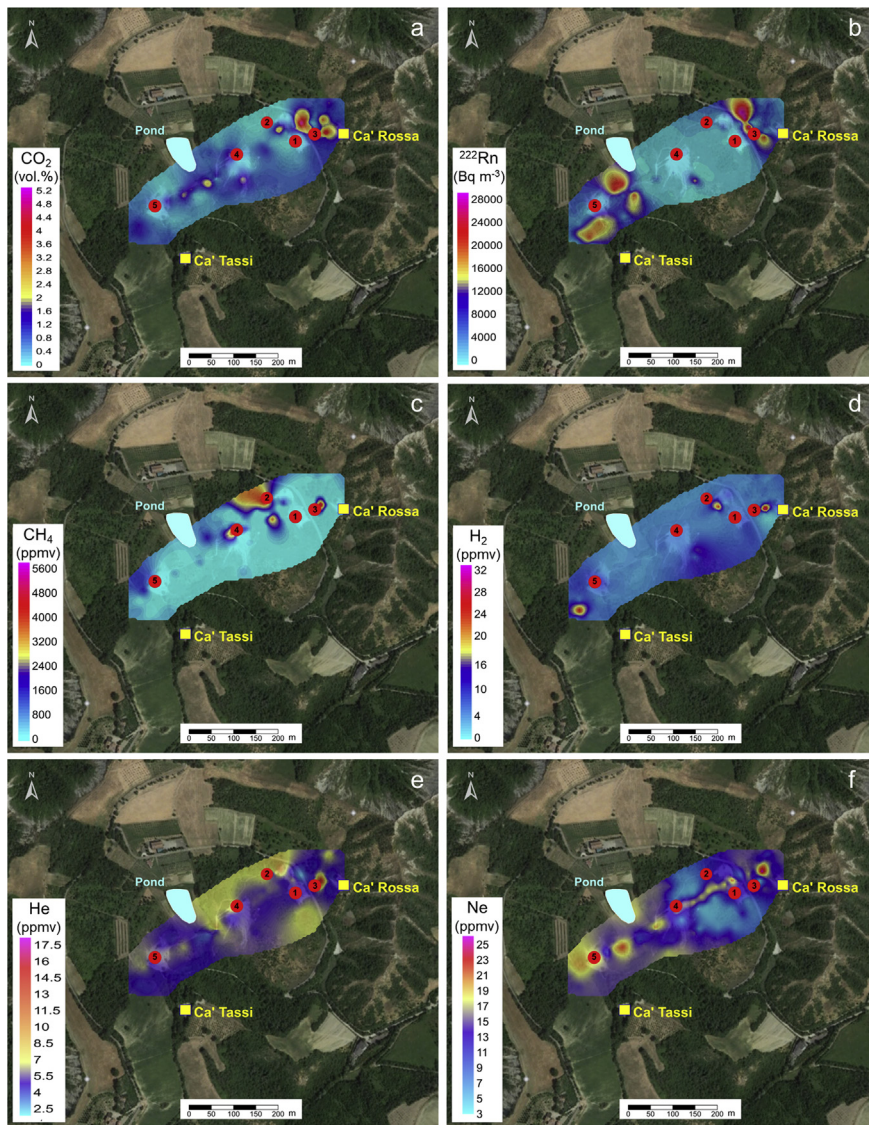 N
a
Pond
2
1
3
Ca' Rossa
4
5
Ca' Tassi
CO2
(vol.%)
5.2
4.8
4.4
4.0
3.6
3.2
2.8
2.4
2
1.6
1.2
0.8
0.4
0 50 100 150 200 m
N
b
Pond
2
1
3
Ca' Rossa
4
5
Ca' Tassi
222Rn
(Bq m-3)
28000
24000
20000
16000
12000
8000
4000
0
0 50 100 150 200 m
N
c
Pond
2
1
3
Ca' Rossa
4
5
Ca' Tassi
CH4
(ppmv)
5600
4800
4000
3200
2400
1600
800
0
0 50 100 150 200 m
N
d
Pond
2
1
3
Ca' Rossa
4
5
Ca' Tassi
H2
(ppmv)
32
28
24
20
16
10
4
0
0 50 100 150 200 m
N
e
Pond
2
1
3
Ca' Rossa
4
5
Ca' Tassi
He
(ppmv)
17.5
16
14.5
13
11.5
10
8.5
7
5.5
4
2.5
0 50 100 150 200 m
N
f
Pond
2
1
3
Ca' Rossa
4
5
Ca' Tassi
Ne
(ppmv)
25
23
21
19
17
15
13
11
9
7
5
3
0 50 100 150 200 m